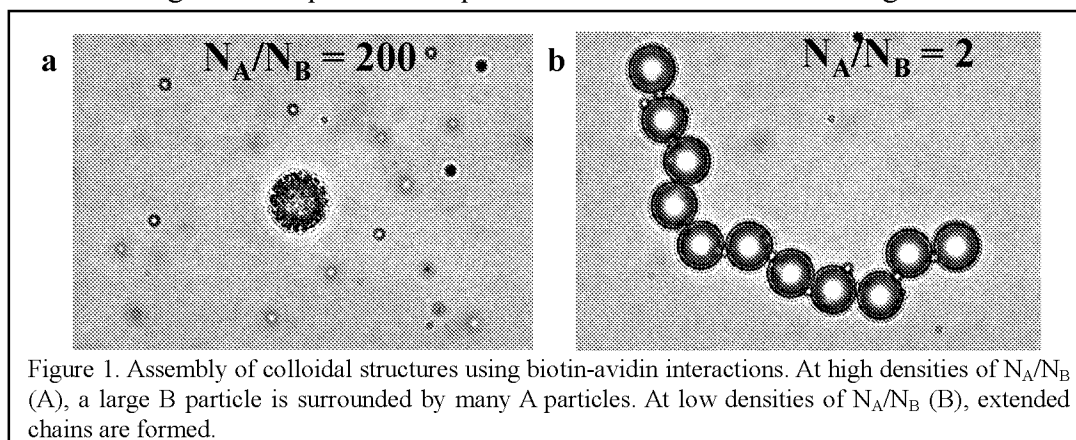 a
N_A/N_B = 200
b
N_A/N_B = 2
Figure 1. Assembly of colloidal structures using biotin-avidin interactions. At high densities of N_A/N_B
(A), a large B particle is surrounded by many A particles. At low densities of N_A/N_B (B), extended
chains are formed.